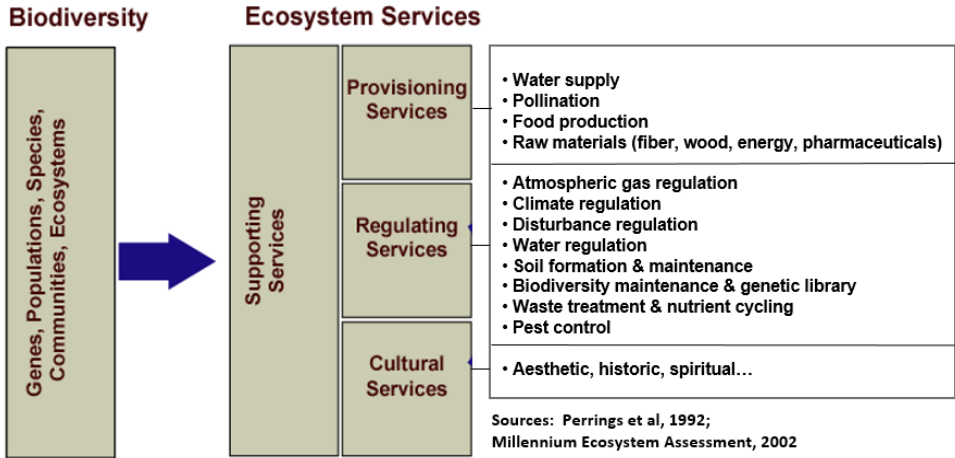 Biodiversity
Ecosystem Services
Genes, Populations, Species,
Communities, Ecosystems
Supporting
Services
Provisioning
Services
• Water supply
• Pollination
• Food production
• Raw materials (fiber, wood, energy, pharmaceuticals)
Regulating
Services
• Atmospheric gas regulation
• Climate regulation
• Disturbance regulation
• Water regulation
• Soil formation & maintenance
• Biodiversity maintenance & genetic library
• Waste treatment & nutrient cycling
• Pest control
Cultural
Services
• Aesthetic, historic, spiritual…
Sources: Perrings et al, 1992;
Millennium Ecosystem Assessment, 2002